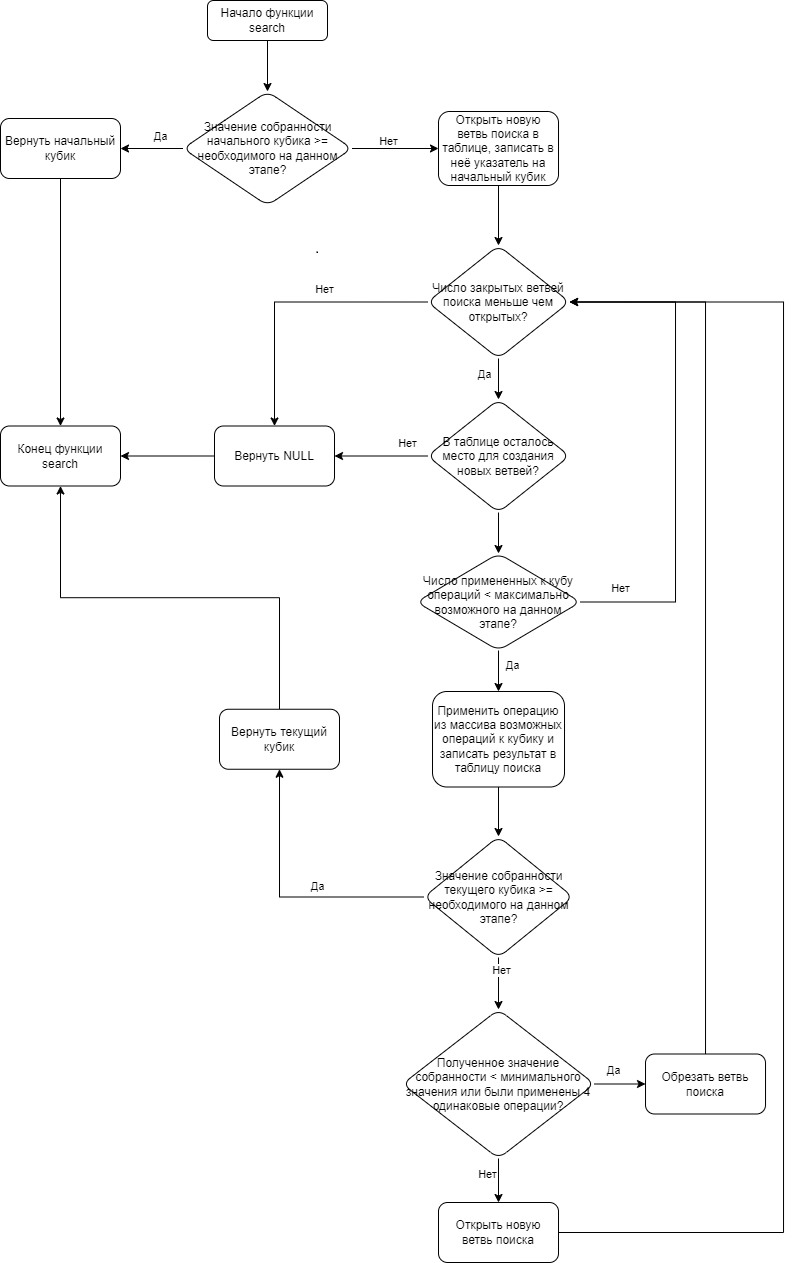 Начало функции
search
Значение собранности
начального кубика >=
необходимого на данном
этапе?
Да
Нет
Вернуть начальный
кубик
Открыть новую
ветвь поиска в
таблице, записать в
неё указатель на
начальный кубик
.
Число закрытых ветвей
поиска меньше чем
открытых?
Нет
Да
В таблице осталось
место для создания
новых ветвей?
Нет
Вернуть NULL
Конец функции
search
Число примененных к кубу
операций < максимально
возможного на данном
этапе?
Нет
Да
Применить операцию
из массива возможных
операций к кубику и
записать результат в
таблицу поиска
Вернуть текущий
кубик
Значение собранности
текущего кубика >=
необходимого на данном
этапе?
Да
Нет
Полученное значение
собранности < минимального
значения или были применены 4
одинаковые операции?
Да
Обрезать ветвь
поиска
Нет
Открыть новую
ветвь поиска